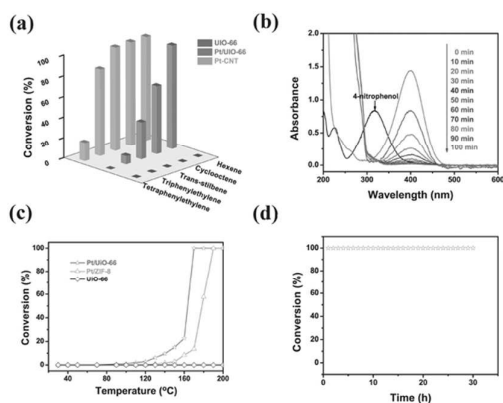 (a)
UiO-66
Pt/UiO-66
Pt-CNT
Conversion (%)
100
80
60
40
20
0
Hexene
Cyclooctene
Trans-stilbene
Triphenylethylene
Tetraphenylethylene
(b)
Absorbance
2.0
1.5
1.0
0.5
0.0
4-nitrophenol
0 min
10 min
20 min
30 min
40 min
50 min
60 min
70 min
80 min
90 min
100 min
200 300 400 500 600
Wavelength (nm)
(c)
Conversion (%)
100
80
60
40
20
0
Pt/UiO-66
Pt/ZIF-8
UiO-66
40 80 120 160 200
Temperature (ºC)
(d)
Conversion (%)
100
80
60
40
20
0
0 10 20 30
Time (h)